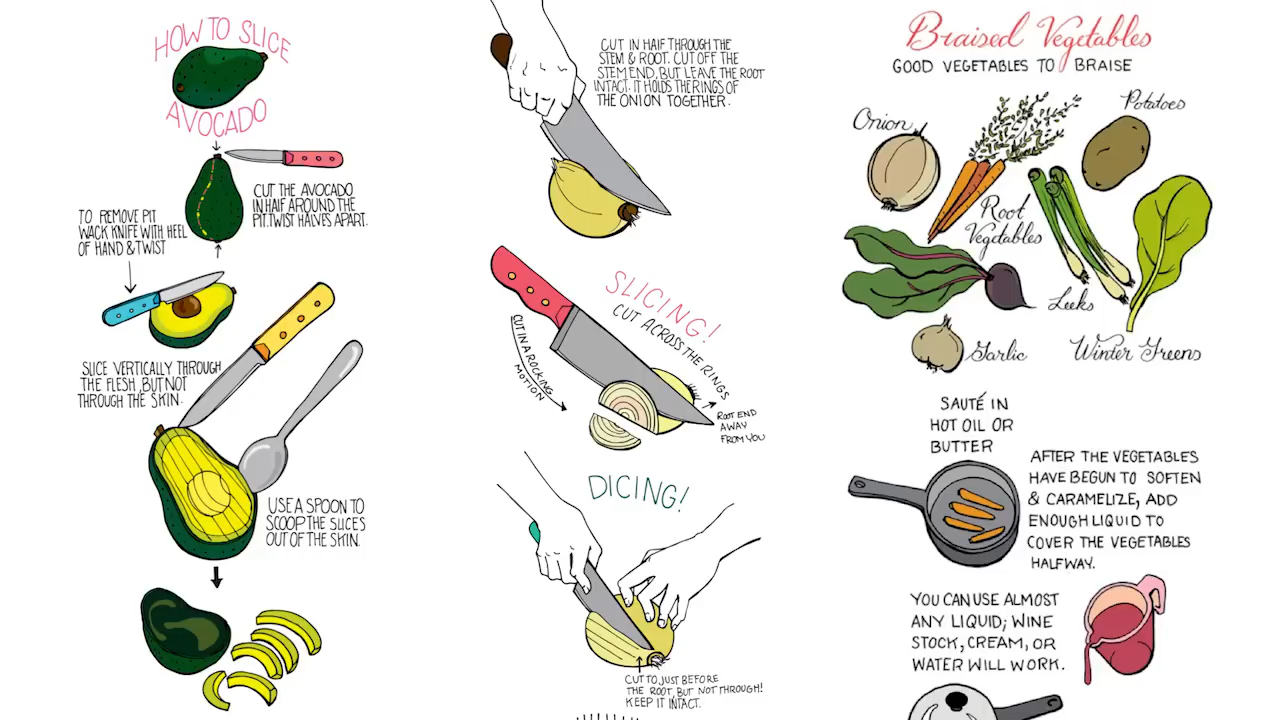 HOW TO SLICE
AVOCADO
CUT THE AVOCADO
IN HALF AROUND THE
PIT. TWIST HALVES APART.
TO REMOVE PIT
WACK KNIFE WITH HEEL
OF HAND & TWIST
SLICE VERTICALLY THROUGH
THE FLESH, BUT NOT
THROUGH THE SKIN.
USE A SPOON TO
SCOOP THE SLICES
OUT OF THE SKIN.
CUT IN HALF THROUGH THE
STEM & ROOT. CUT OFF THE
STEM END, BUT LEAVE THE ROOT
INTACT. IT HOLDS THE RINGS OF
THE ONION TOGETHER.
SLICING!
CUT ACROSS THE RINGS
CUT IN A ROCKING
MOTION
ROOT END
AWAY
FROM YOU
DICING!
CUT TO JUST BEFORE
THE ROOT, BUT NOT THROUGH!
KEEP IT INTACT.
Braised Vegetables
GOOD VEGETABLES TO BRAISE
Onion
Potatoes
Root
Vegetables
Leeks
Garlic
Winter Greens
SAUTÉ IN
HOT OIL OR
BUTTER
AFTER THE VEGETABLES
HAVE BEGUN TO SOFTEN
& CARAMELIZE, ADD
ENOUGH LIQUID TO
COVER THE VEGETABLES
HALFWAY.
YOU CAN USE ALMOST
ANY LIQUID; WINE
STOCK, CREAM, OR
WATER WILL WORK.